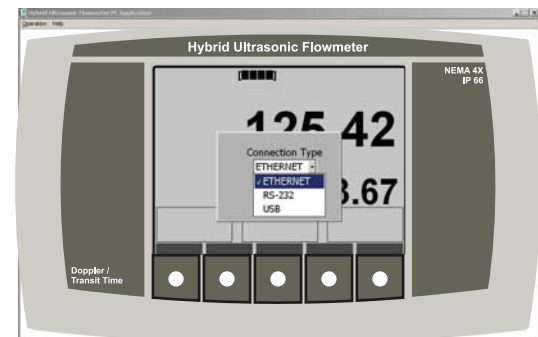 Hybrid Ultrasonic Flowmeter PC Application
Operation Help
Hybrid Ultrasonic Flowmeter
NEMA 4X
IP 66
125.42
Connection Type
ETHERNET
✓ETHERNET
RS-232
USB
3.67
Doppler /
Transit Time